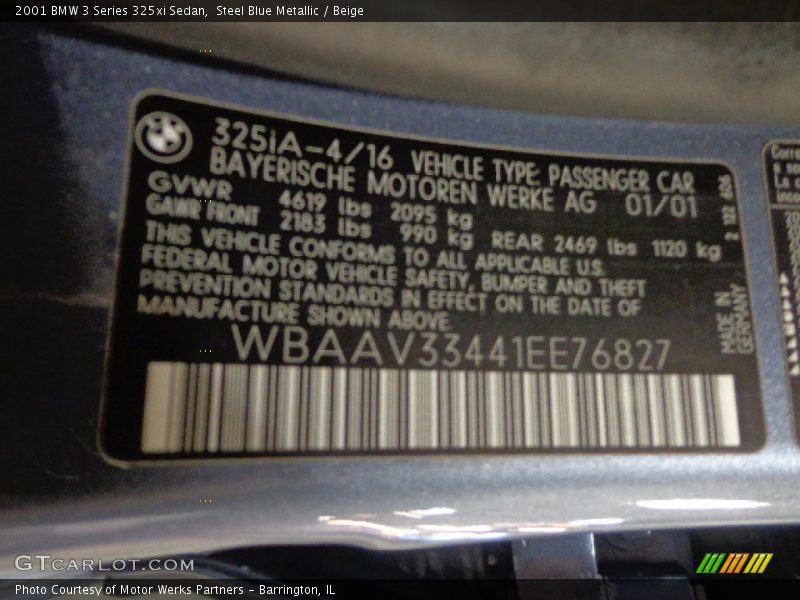 2001 BMW 3 Series 325xi Sedan,  Steel Blue Metallic / Beige
325iA-4/16 VEHICLE TYPE: PASSENGER CAR
BAYERISCHE MOTOREN WERKE AG 01/01
GVWR 4619 lbs 2095 kg
GAWR FRONT 2183 lbs 990 kg REAR 2469 lbs 1120 kg
THIS VEHICLE CONFORMS TO ALL APPLICABLE U.S.
FEDERAL MOTOR VEHICLE SAFETY, BUMPER AND THEFT
PREVENTION STANDARDS IN EFFECT ON THE DATE OF
MANUFACTURE SHOWN ABOVE.
WBAAV33441EE76827
MADE IN
GERMANY
GTCARLOT.COM
Photo Courtesy of Motor Werks Partners - Barrington, IL